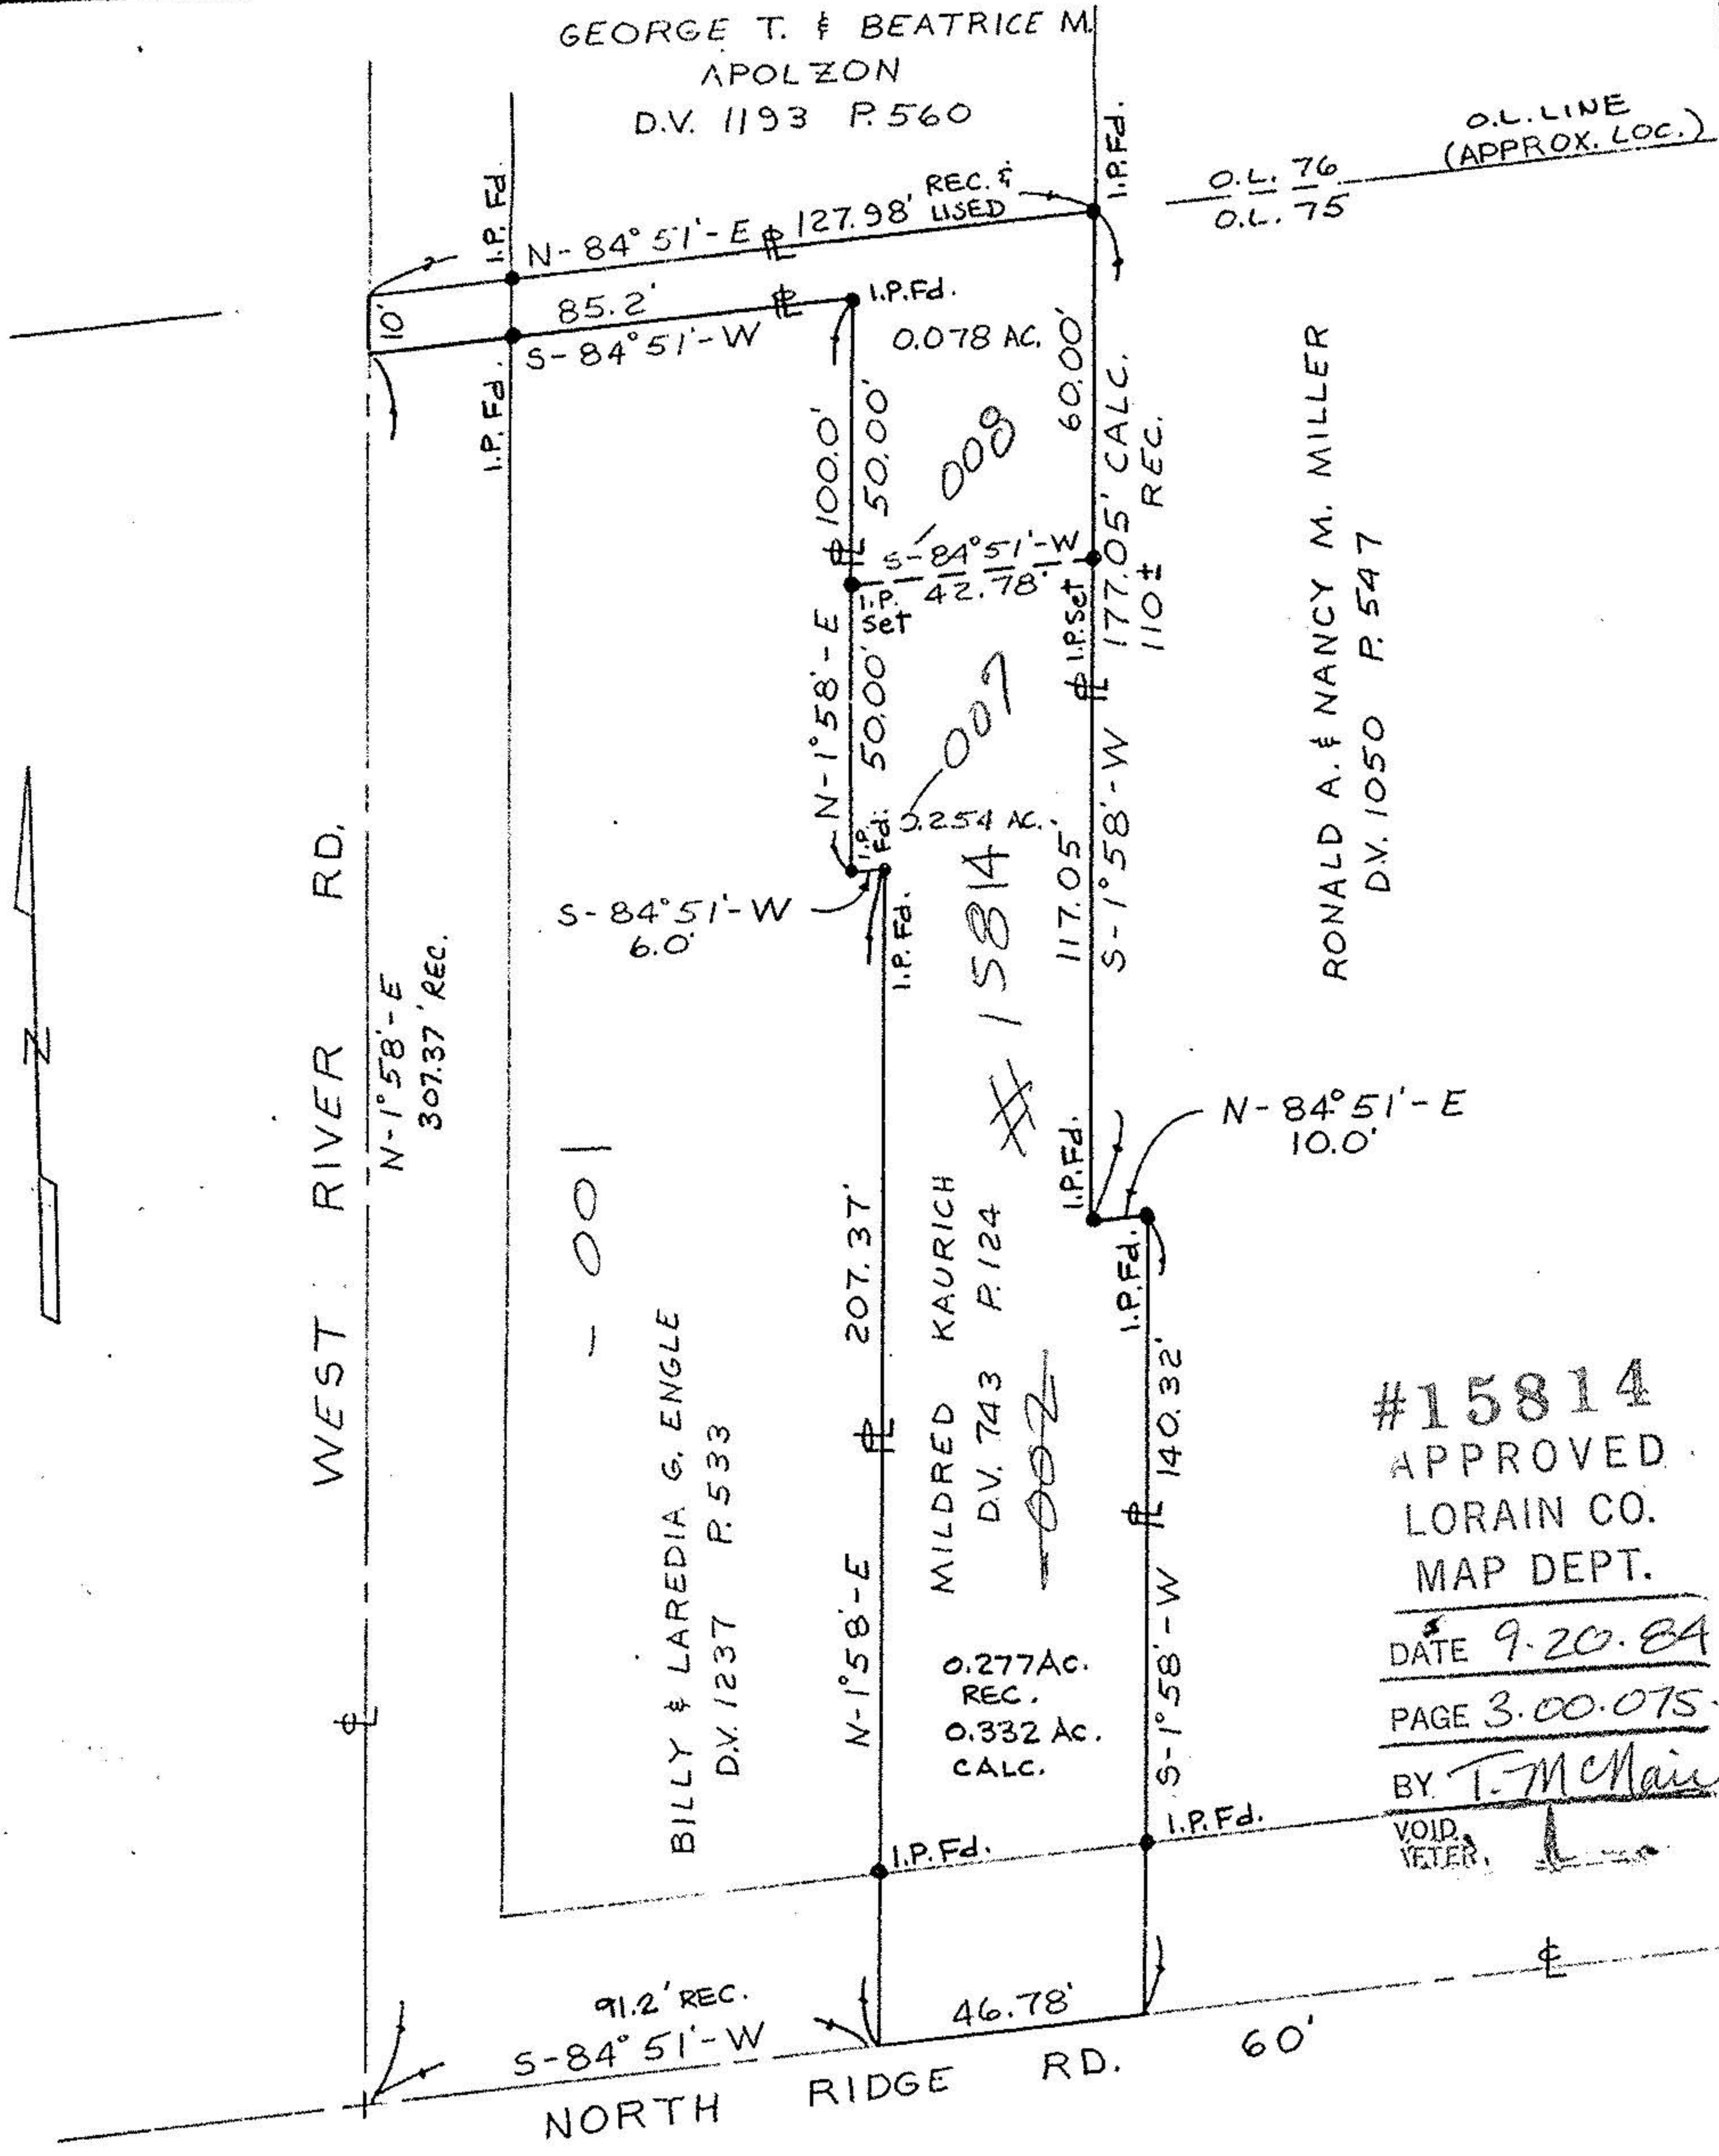 GEORGE T. & BEATRICE M.
APOLZON
D.V. 1193 P. 560
O.L. LINE
(APPROX. LOC.)
O.L. 76
O.L. 75
I.P. Fd.
I.P. Fd.
N-84°51'-E ℙL 127.98' REC. & USED
10'
85.2'
S-84°51'-W
I.P. Fd.
I.P. Fd.
0.078 AC.
100.0'
50.00'
60.00'
- 008
177.05' CALC.
110± REC.
S-84°51'-W
42.78'
I.P. Set
I.P. Set
N-1°58'-E
50.00'
- 007
0.254 AC.
I.P. Fd.
S-84°51'-W
6.0'
I.P. Fd.
# 15814
117.05'
S-1°58'-W
RONALD A. & NANCY M. MILLER
D.V. 1050 P. 547
WEST RIVER RD.
N-1°58'-E
307.37' REC.
N
- 001
BILLY & LAREDIA G. ENGLE
D.V. 1237 P. 533
N-1°58'-E
207.37'
MILDRED KAURICH
D.V. 743 P. 124
-002
0.277 AC.
REC.
0.332 AC.
CALC.
I.P. Fd.
N-84°51'-E
10.0'
I.P. Fd.
S-1°58'-W
140.32'
#15814
APPROVED
LORAIN CO.
MAP DEPT.
DATE 9.20.84
PAGE 3.00.075
BY T. McNair
VOID
I.P. Fd.
I.P. Fd.
91.2' REC.
S-84°51'-W
46.78'
60'
NORTH RIDGE RD.